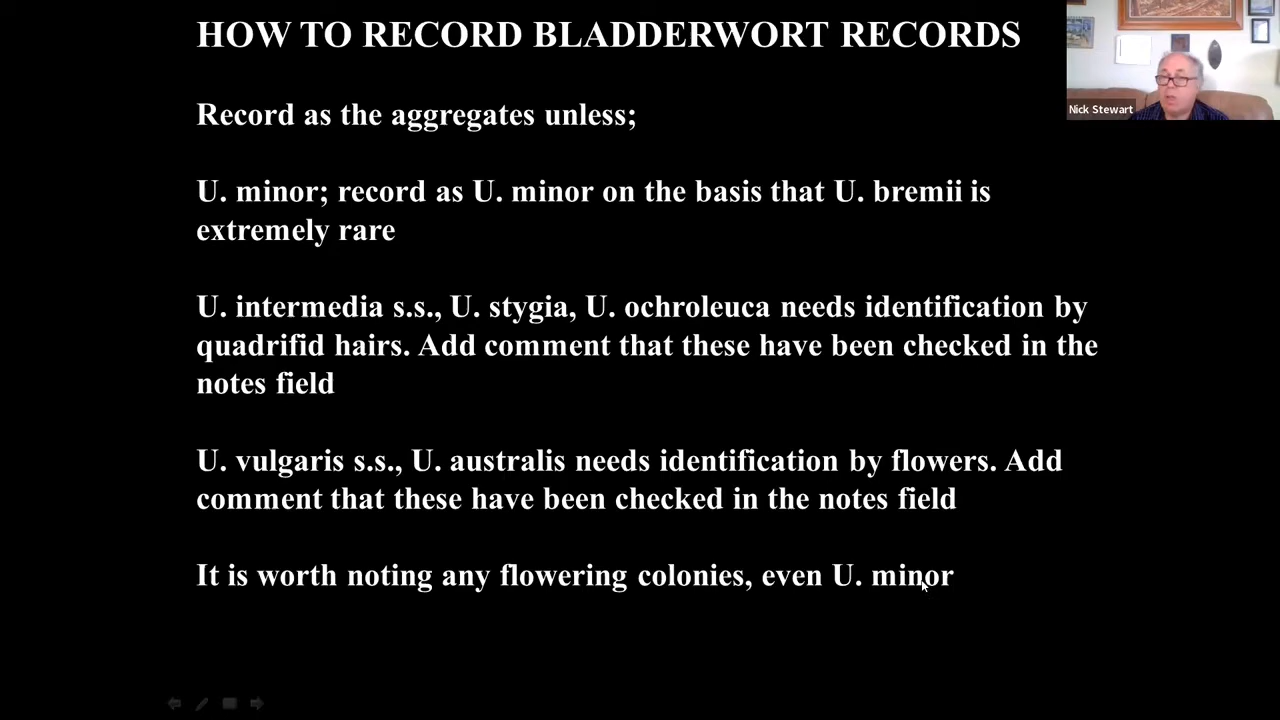 HOW TO RECORD BLADDERWORT RECORDS
Nick Stewart
Record as the aggregates unless;
U. minor; record as U. minor on the basis that U. bremii is
extremely rare
U. intermedia s.s., U. stygia, U. ochroleuca needs identification by
quadrifid hairs. Add comment that these have been checked in the
notes field
U. vulgaris s.s., U. australis needs identification by flowers. Add
comment that these have been checked in the notes field
It is worth noting any flowering colonies, even U. minor